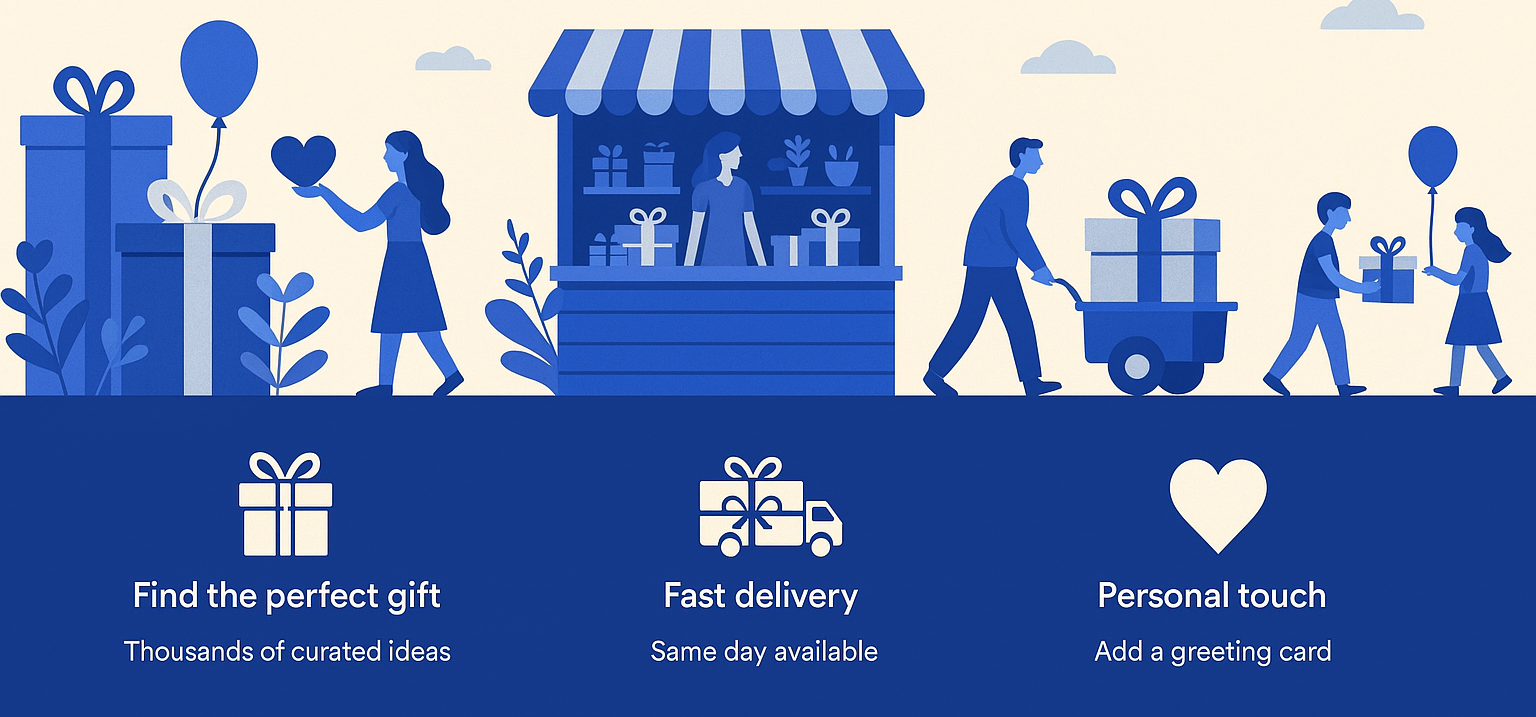 Find the perfect gift
Thousands of curated ideas
Fast delivery
Same day available
Personal touch
Add a greeting card